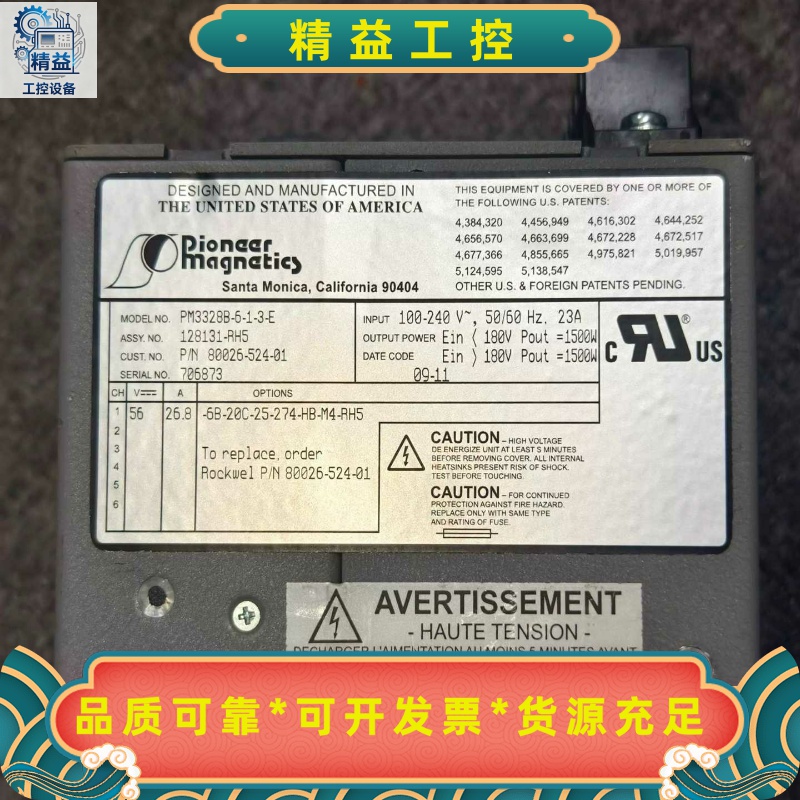 精益工控
精益
工控设备
DESIGNED AND MANUFACTURED IN
THE UNITED STATES OF AMERICA
Pioneer
Magnetics
Santa Monica, California 90404
THIS EQUIPMENT IS COVERED BY ONE OR MORE OF
THE FOLLOWING U.S. PATENTS:
4,384,320 4,456,949 4,616,302 4,644,252
4,656,570 4,663,699 4,672,228 4,672,517
4,677,366 4,855,665 4,975,821 5,019,957
5,124,595 5,138,547
OTHER U.S. & FOREIGN PATENTS PENDING.
MODEL NO. PM3328B-6-1-3-E
ASSY. NO. 128131-RH5
CUST. NO. P/N 80026-524-01
SERIAL NO. 706873
INPUT 100-240 V~, 50/60 Hz. 23A
OUTPUT POWER Ein < 180V Pout =1500W
DATE CODE Ein > 180V Pout =1500W
09-11
C UR US ®
CH V A OPTIONS
1 56 26.8 -6B-20C-25-274-HB-M4-RH5
2
3
4
5
6
To replace, order
Rockwel P/N 80026-524-01
CAUTION - HIGH VOLTAGE
DE ENERGIZE UNIT AT LEAST 5 MINUTES
BEFORE REMOVING COVER. ALL INTERNAL
HEATSINKS PRESENT RISK OF SHOCK.
TEST BEFORE TOUCHING.
CAUTION - FOR CONTINUED
PROTECTION AGAINST FIRE HAZARD.
REPLACE ONLY WITH SAME TYPE
AND RATING OF FUSE.
AVERTISSEMENT
- HAUTE TENSION -
DECHARGER L'AIMENTATION AU MOINS 5 MINUTES AVANT
品质可靠*可开发票*货源充足